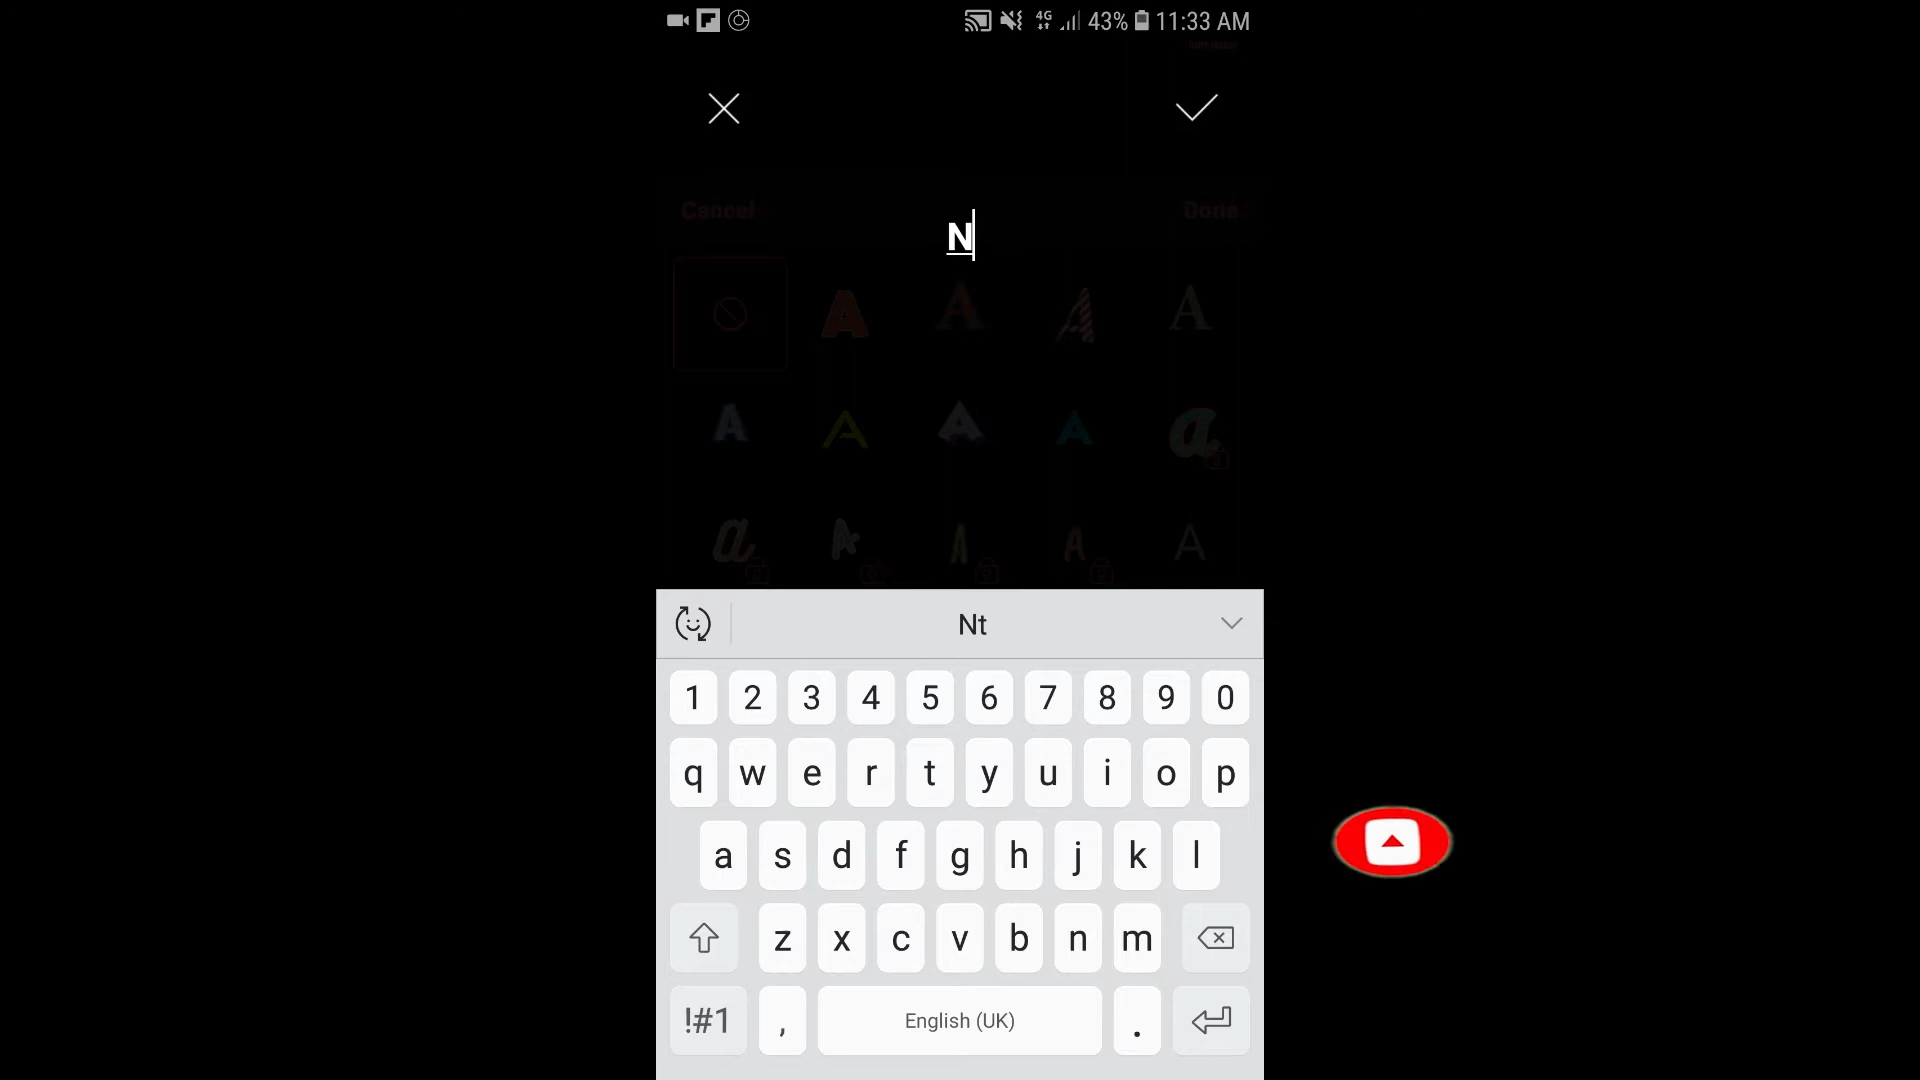 4G 43% 11:33 AM
Cancel Done
N
A A A A
A A A A a
a A A A A
Nt
1 2 3 4 5 6 7 8 9 0
q w e r t y u i o p
a s d f g h j k l
z x c v b n m
!#1 , English (UK) .